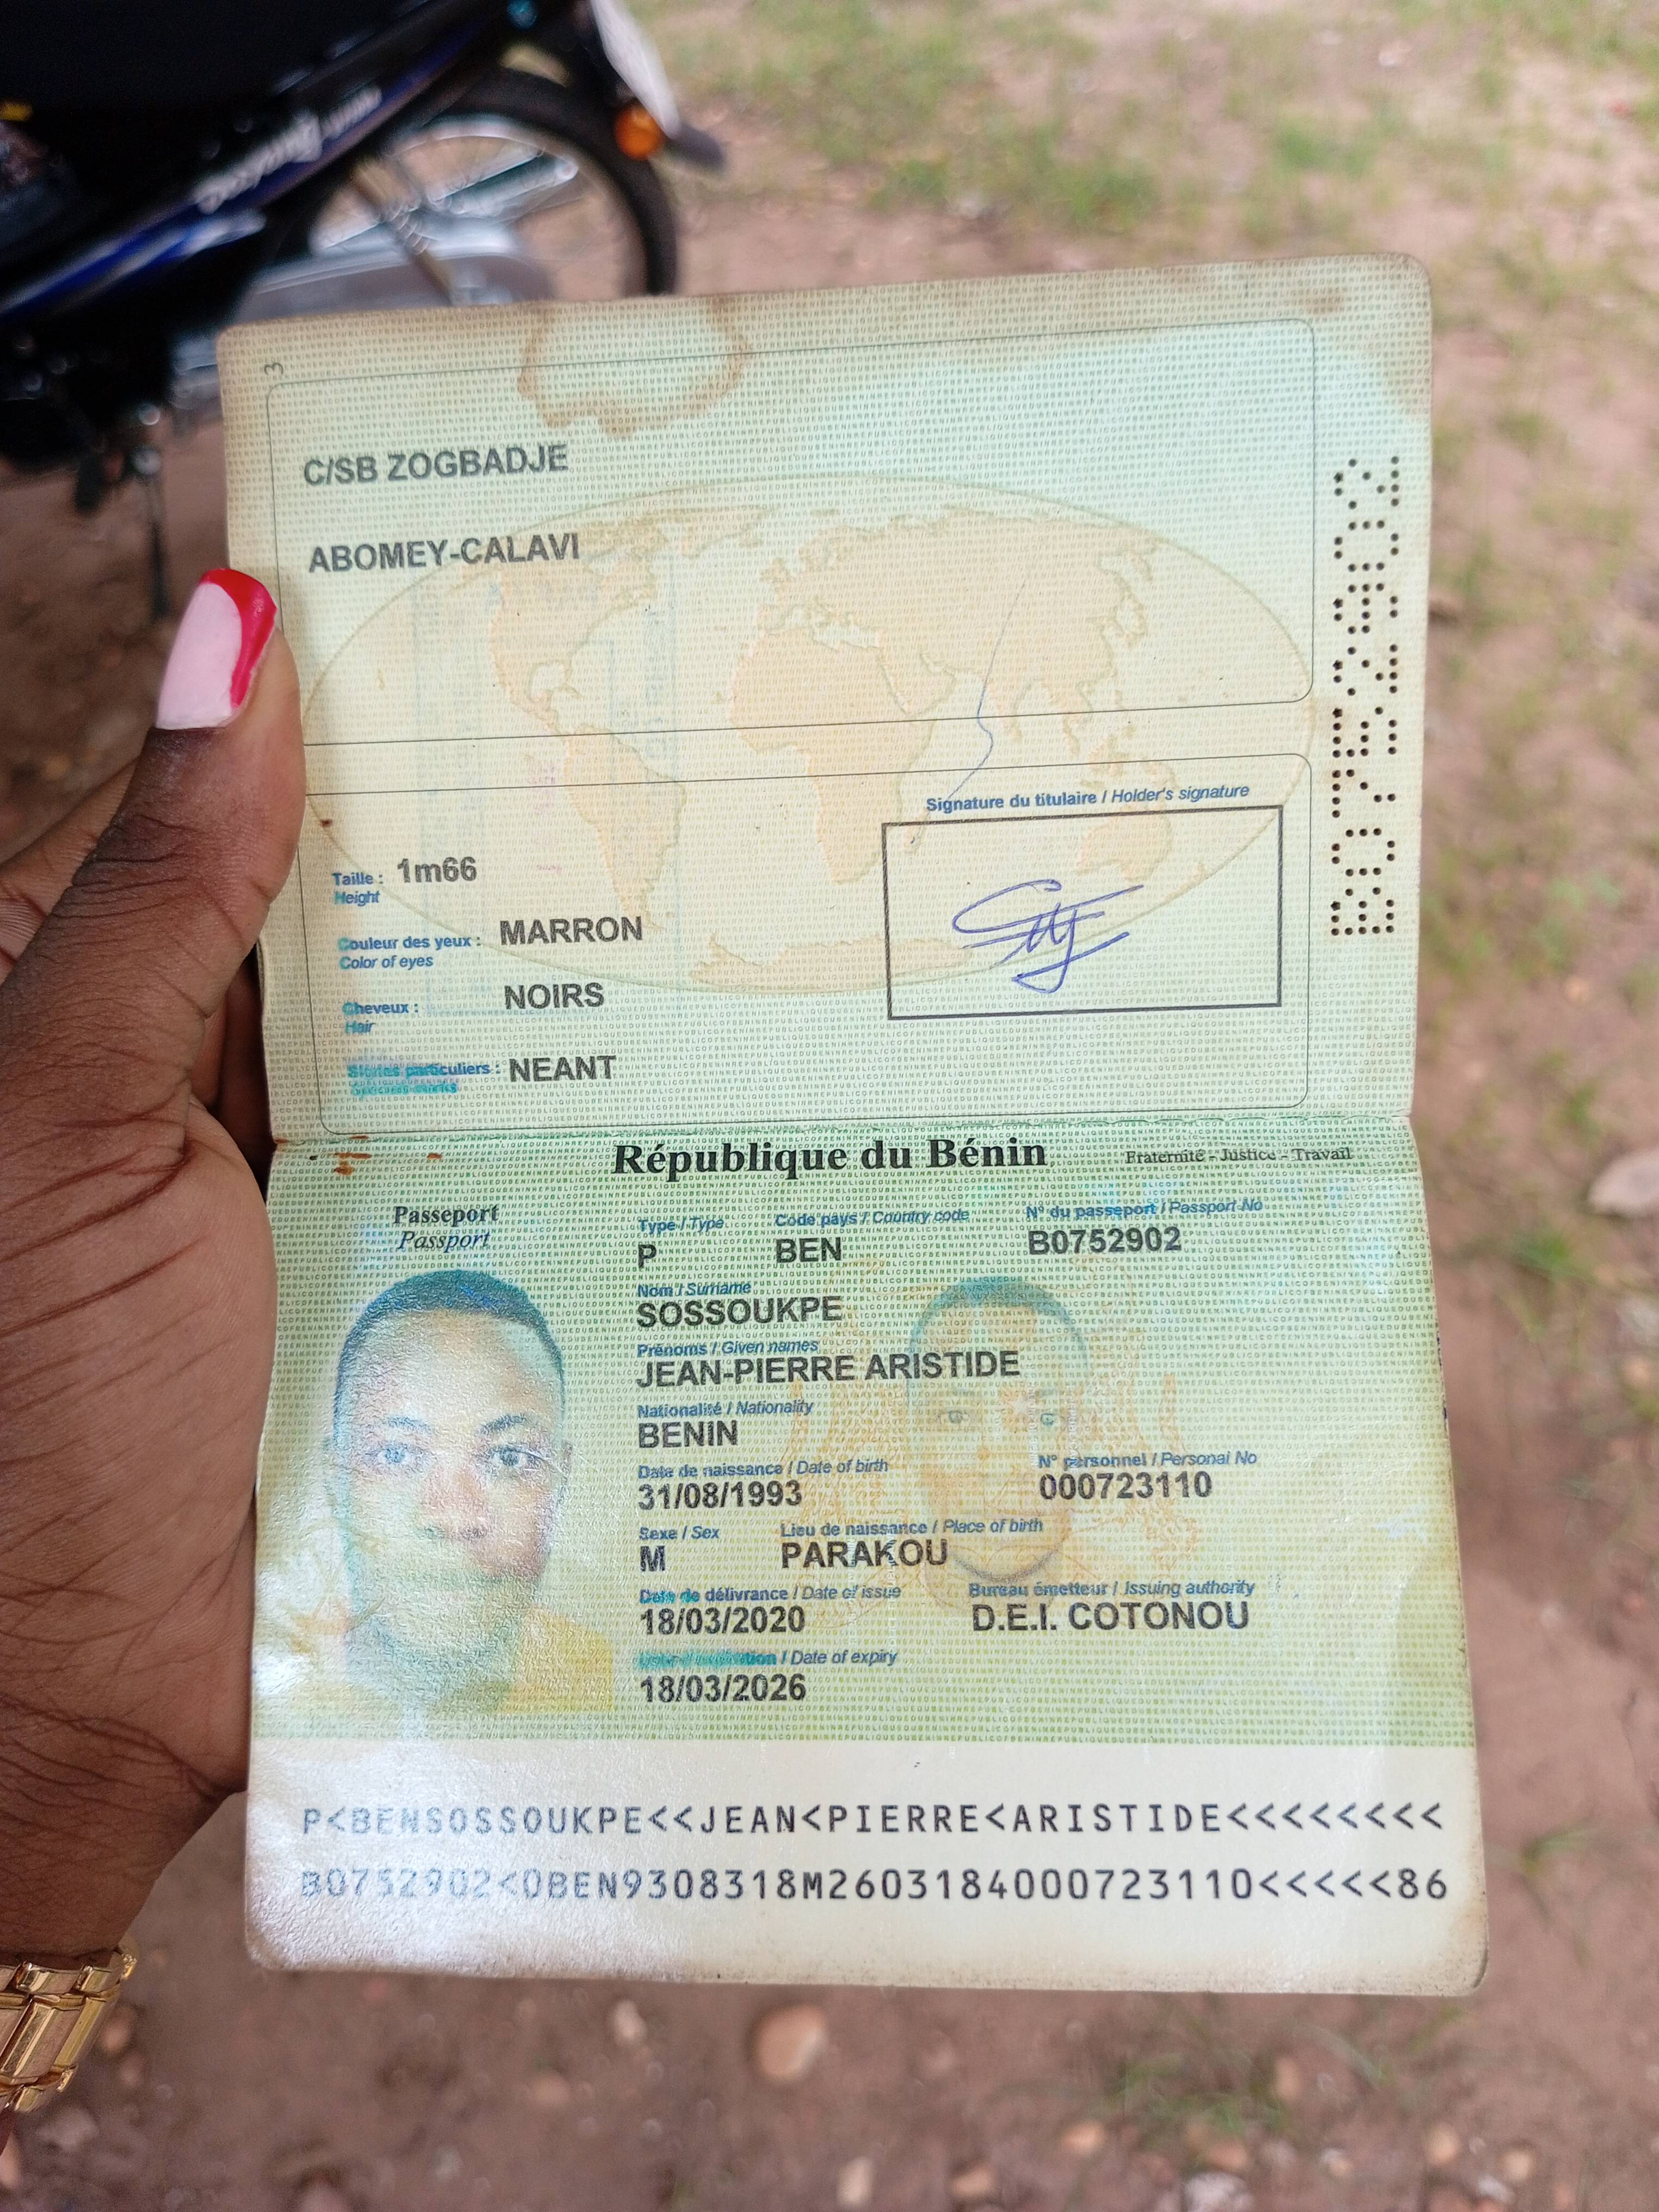 3
C/SB ZOGBADJE
ABOMEY-CALAVI
B0752902
Signature du titulaire / Holder's signature
Taille : 1m66
Height
Couleur des yeux : MARRON
Color of eyes
Cheveux : NOIRS
Hair
particuliers : NEANT
République du Bénin
Fraternité - Justice - Travail
Passeport
Passport
Type / Type
Code pays / Country code
N° du passeport / Passport No
P
BEN
B0752902
Nom / Surname
SOSSOUKPE
Prénoms / Given names
JEAN-PIERRE ARISTIDE
Nationalité / Nationality
BENIN
Date de naissance / Date of birth
N° personnel / Personal No
31/08/1993
000723110
Sexe / Sex
Lieu de naissance / Place of birth
M
PARAKOU
Date de délivrance / Date of issue
Bureau émetteur / Issuing authority
18/03/2020
D.E.I. COTONOU
/ Date of expiry
18/03/2026
P<BENSOSSOUKPE<<JEAN<PIERRE<ARISTIDE<<<<<<<<
B0752902<0BEN9308318M2603184000723110<<<<<86